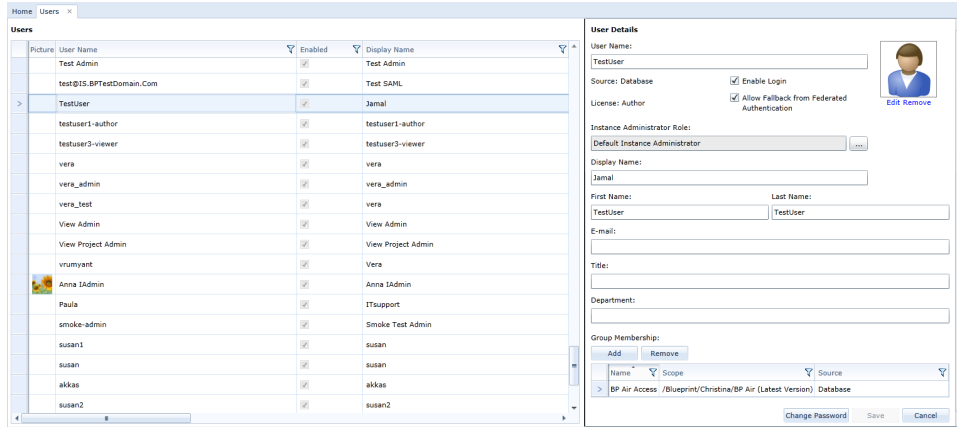 Home Users ×
Users
Picture User Name Enabled Display Name
Test Admin Test Admin
test@IS.BPTestDomain.Com Test SAML
TestUser Jamal
testuser1-author testuser1-author
testuser3-viewer testuser3-viewer
vera vera
vera_admin vera_admin
vera_test vera
View Admin View Admin
View Project Admin View Project Admin
vrumyant Vera
Anna IAdmin Anna IAdmin
Paula ITsupport
smoke-admin Smoke Test Admin
susan1 susan
susan susan
akkas akkas
susan2 susan2
User Details
User Name:
TestUser
Source: Database Enable Login
License: Author Allow Fallback from Federated
Authentication
Edit Remove
Instance Administrator Role:
Default Instance Administrator ...
Display Name:
Jamal
First Name: Last Name:
TestUser TestUser
E-mail:
Title:
Department:
Group Membership:
Add Remove
Name Scope Source
BP Air Access /Blueprint/Christina/BP Air (Latest Version) Database
Change Password Save Cancel